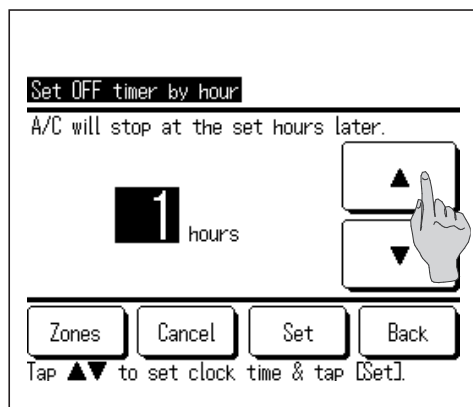 Set OFF timer by hour
A/C will stop at the set hours later.
▲
1 hours
▼
Zones Cancel Set Back
Tap ▲▼ to set clock time & tap [Set].